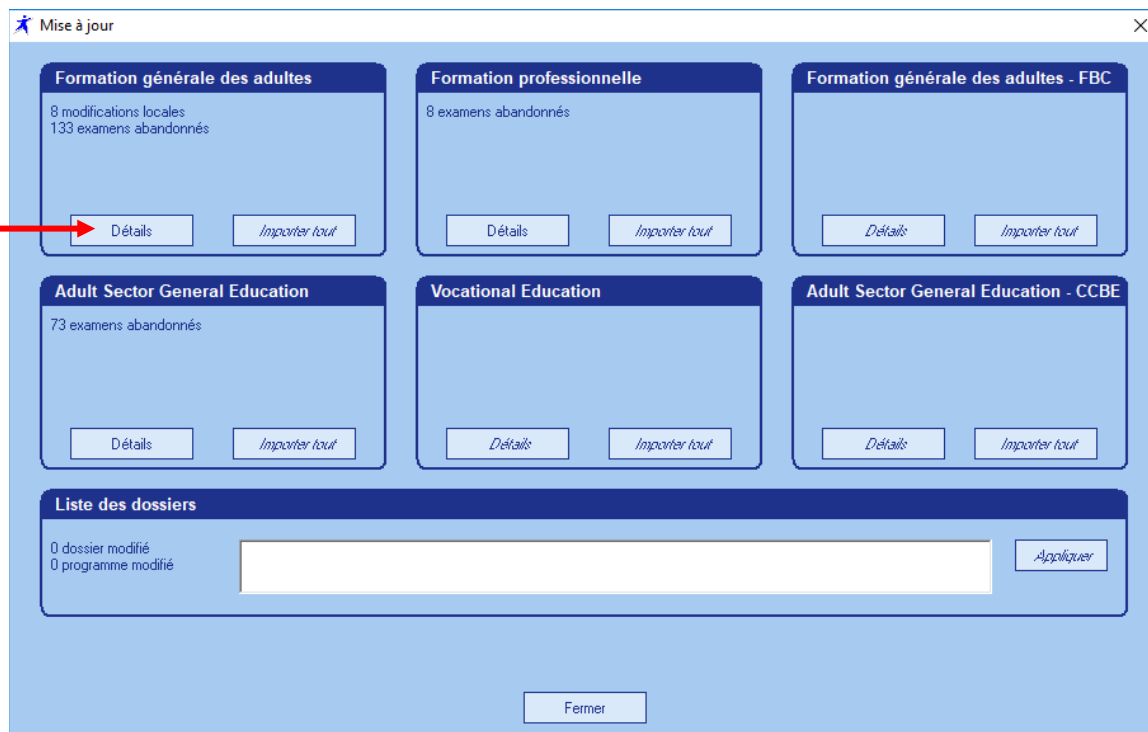 Mise à jour
Formation générale des adultes
8 modifications locales
133 examens abandonnés
Détails
Importer tout
Formation professionnelle
8 examens abandonnés
Détails
Importer tout
Formation générale des adultes - FBC
Détails
Importer tout
Adult Sector General Education
73 examens abandonnés
Détails
Importer tout
Vocational Education
Détails
Importer tout
Adult Sector General Education - CCBE
Détails
Importer tout
Liste des dossiers
0 dossier modifié
0 programme modifié
Appliquer
Fermer